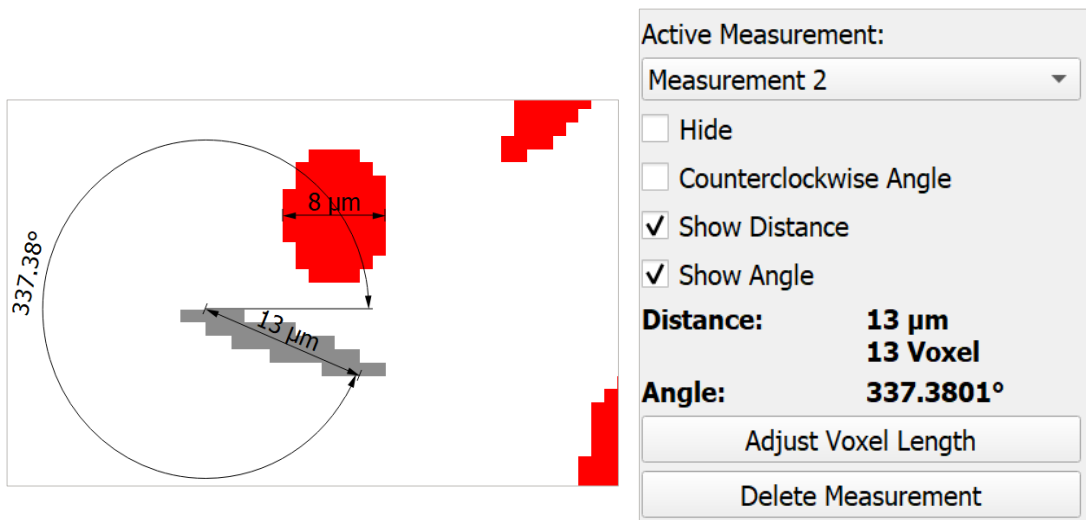 8 µm
337.38°
13 µm
Active Measurement:
Measurement 2
Hide
Counterclockwise Angle
Show Distance
Show Angle
Distance: 13 µm
13 Voxel
Angle: 337.3801°
Adjust Voxel Length
Delete Measurement